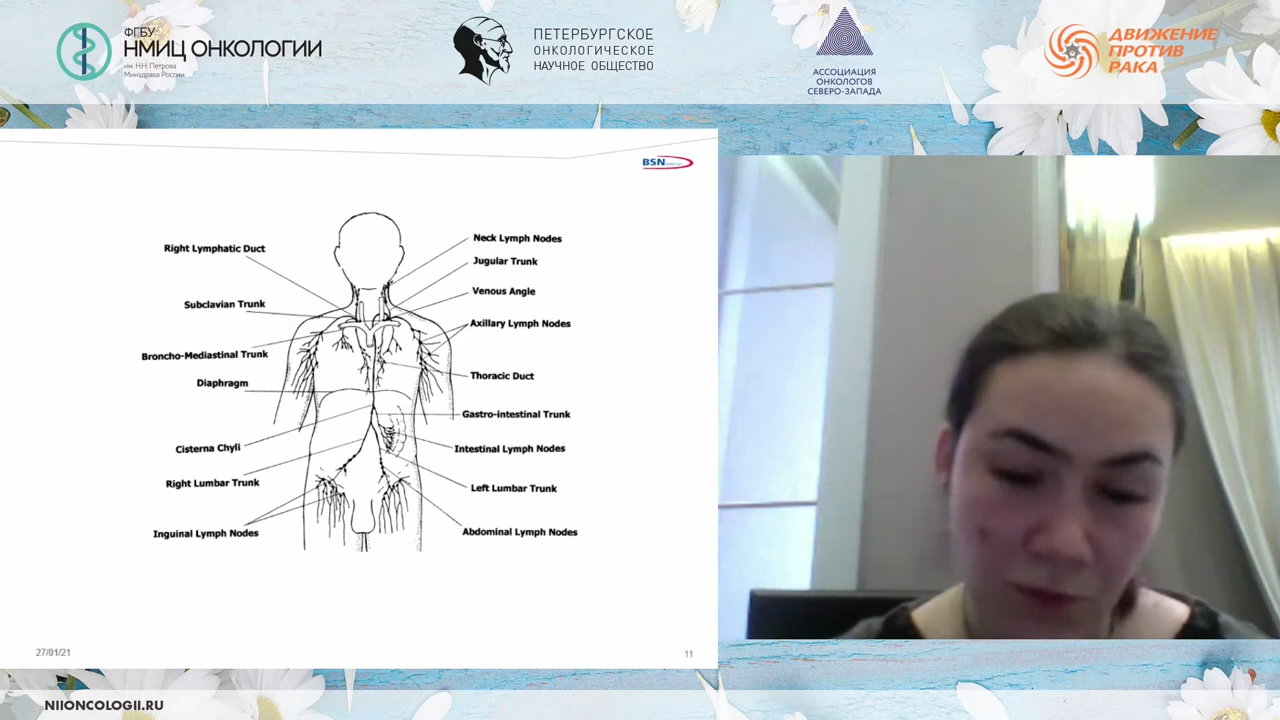 ФГБУ
НМИЦ ОНКОЛОГИИ
им. Н.Н. Петрова
Минздрава России
ПЕТЕРБУРГСКОЕ
ОНКОЛОГИЧЕСКОЕ
НАУЧНОЕ ОБЩЕСТВО
АССОЦИАЦИЯ
ОНКОЛОГОВ
СЕВЕРО-ЗАПАДА
ДВИЖЕНИЕ
ПРОТИВ
РАКА
BSN
Right Lymphatic Duct
Subclavian Trunk
Broncho-Mediastinal Trunk
Diaphragm
Cisterna Chyli
Right Lumbar Trunk
Inguinal Lymph Nodes
Neck Lymph Nodes
Jugular Trunk
Venous Angle
Axillary Lymph Nodes
Thoracic Duct
Gastro-intestinal Trunk
Intestinal Lymph Nodes
Left Lumbar Trunk
Abdominal Lymph Nodes
27/01/21
11
NIIONCOLOGII.RU